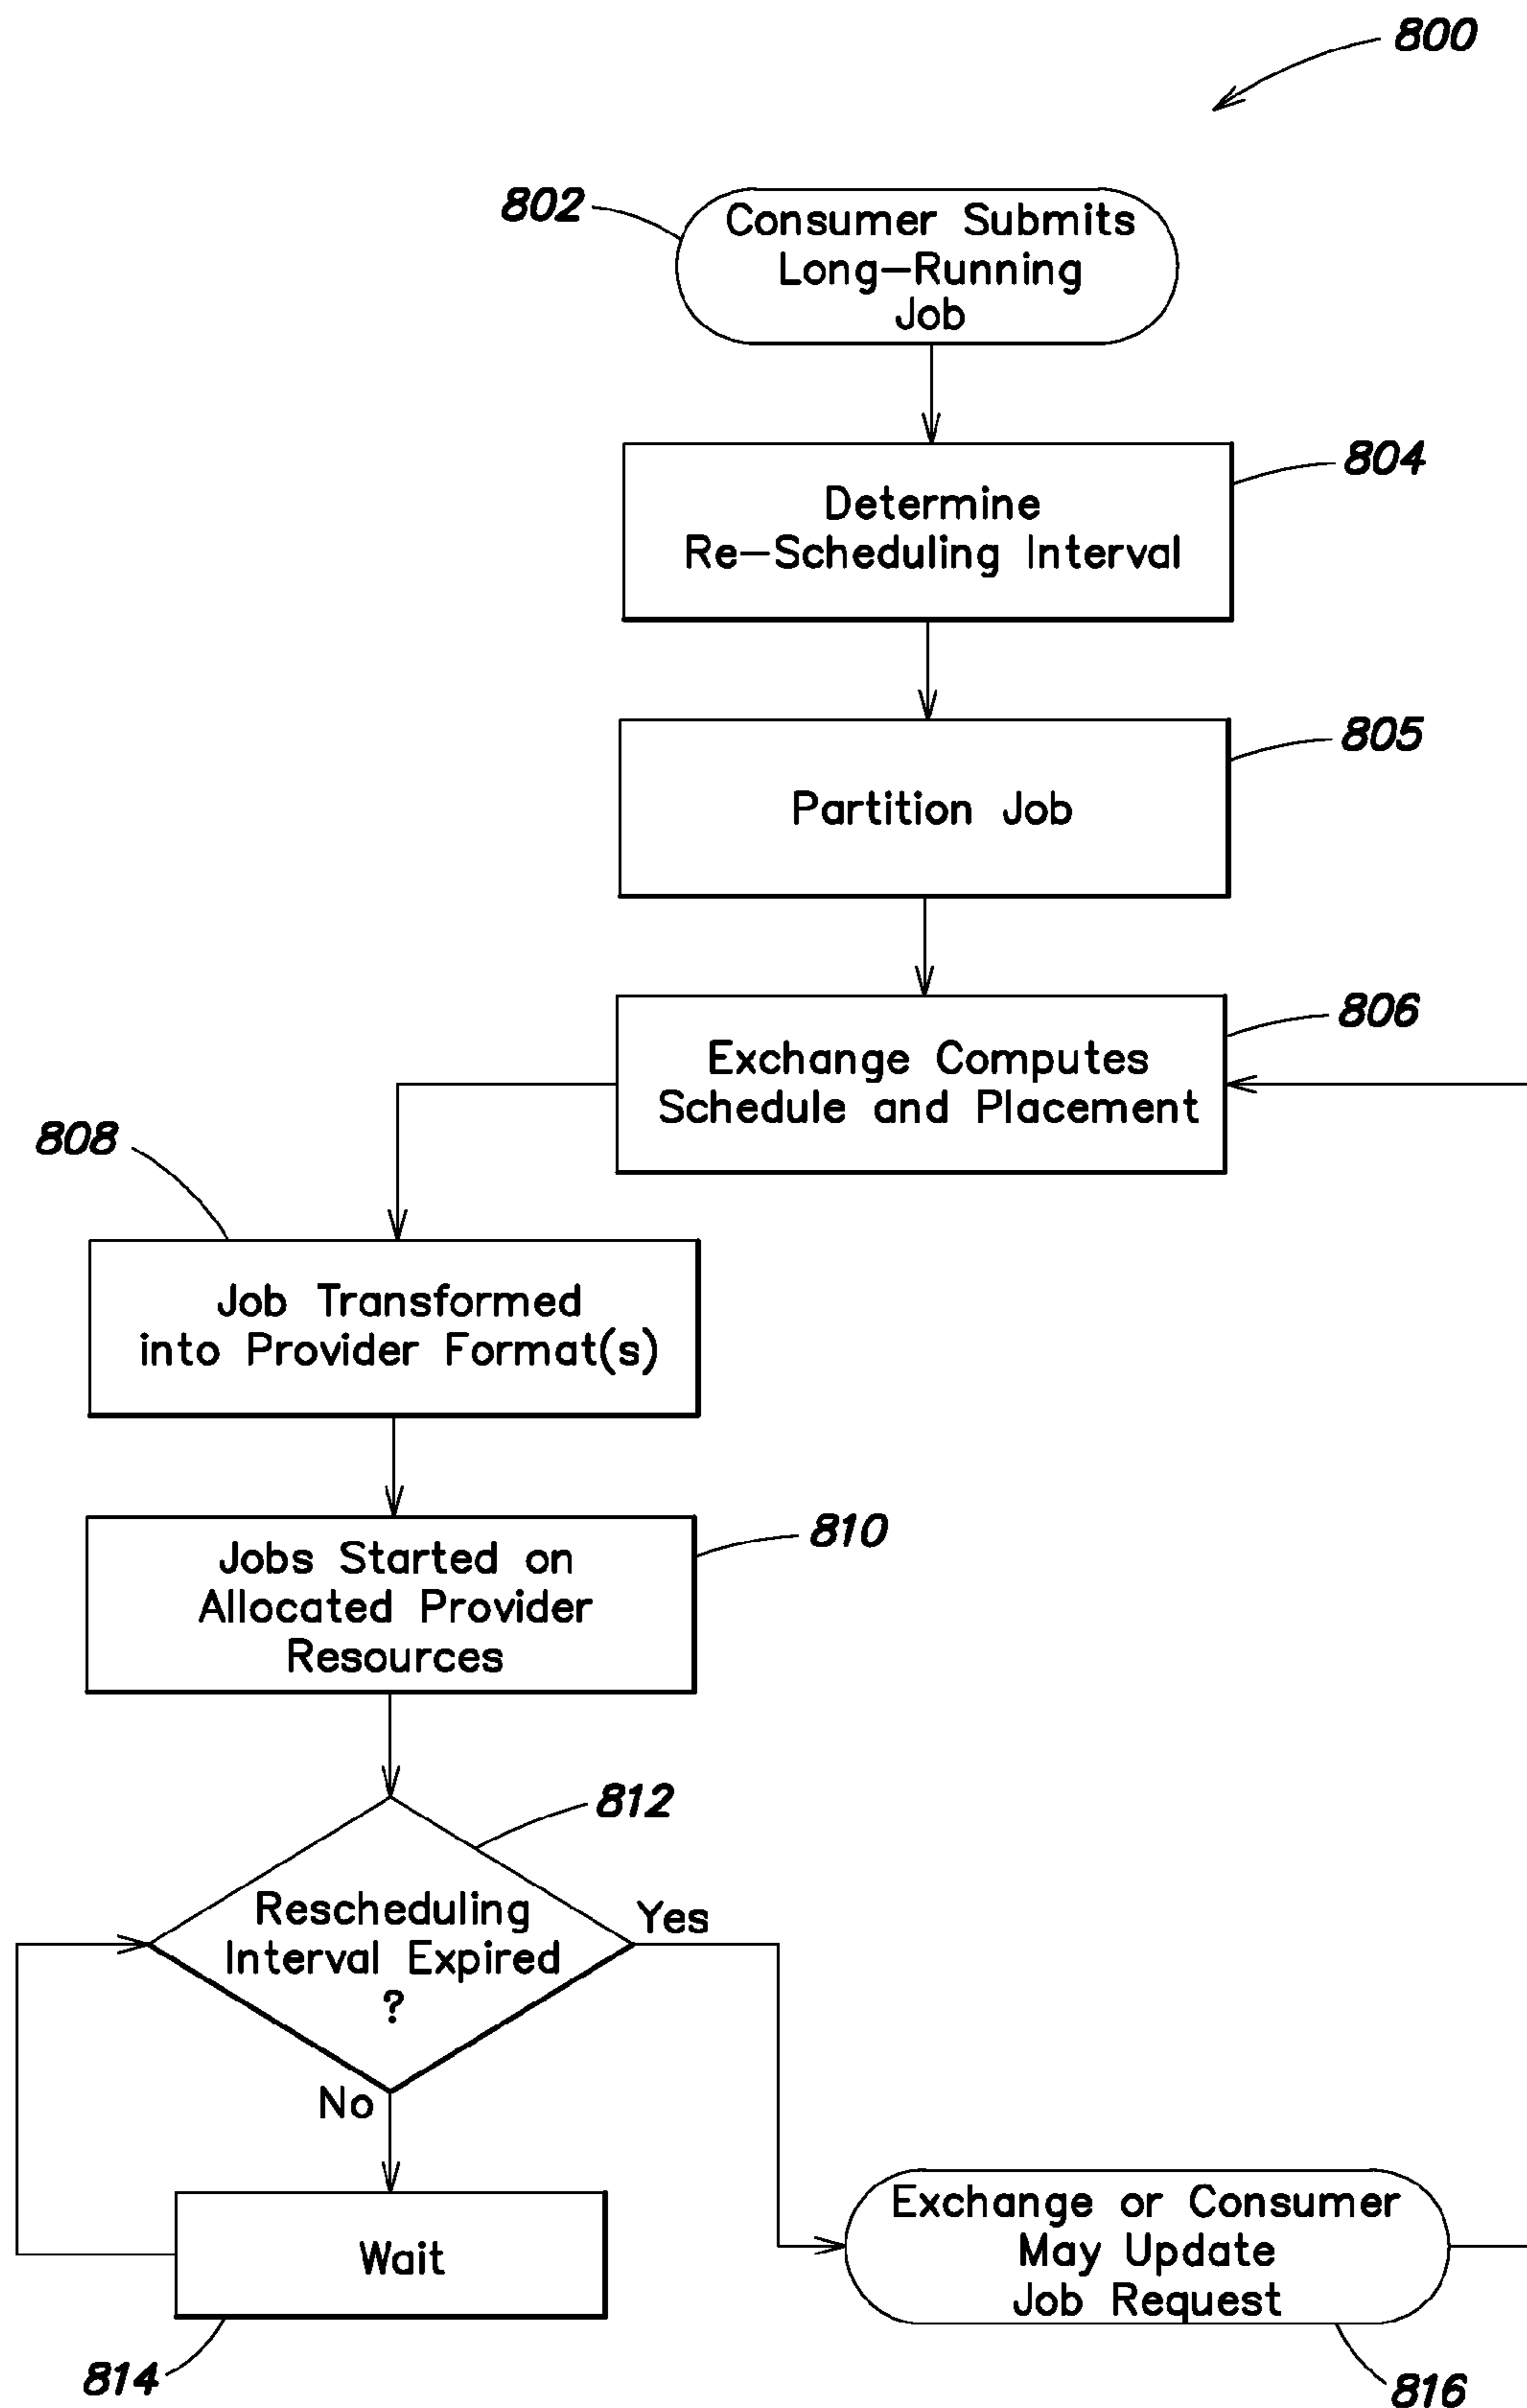 800
802
Consumer Submits
Long-Running
Job
804
Determine
Re-Scheduling Interval
805
Partition Job
806
Exchange Computes
Schedule and Placement
808
Job Transformed
into Provider Format(s)
810
Jobs Started on
Allocated Provider
Resources
812
Rescheduling
Interval Expired
?
Yes
No
Wait
814
Exchange or Consumer
May Update
Job Request
816